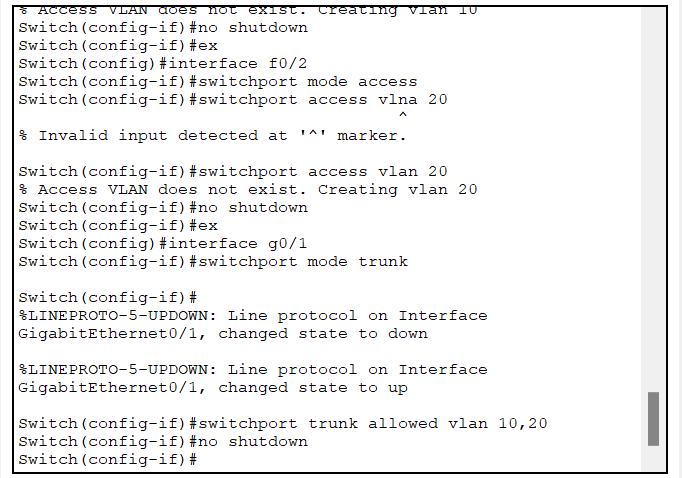 % Access VLAN does not exist. Creating vlan 10
Switch(config-if)#no shutdown
Switch(config-if)#ex
Switch(config)#interface f0/2
Switch(config-if)#switchport mode access
Switch(config-if)#switchport access vlna 20
^
% Invalid input detected at '^' marker.
Switch(config-if)#switchport access vlan 20
% Access VLAN does not exist. Creating vlan 20
Switch(config-if)#no shutdown
Switch(config-if)#ex
Switch(config)#interface g0/1
Switch(config-if)#switchport mode trunk
Switch(config-if)#
%LINEPROTO-5-UPDOWN: Line protocol on Interface
GigabitEthernet0/1, changed state to down
%LINEPROTO-5-UPDOWN: Line protocol on Interface
GigabitEthernet0/1, changed state to up
Switch(config-if)#switchport trunk allowed vlan 10,20
Switch(config-if)#no shutdown
Switch(config-if)#